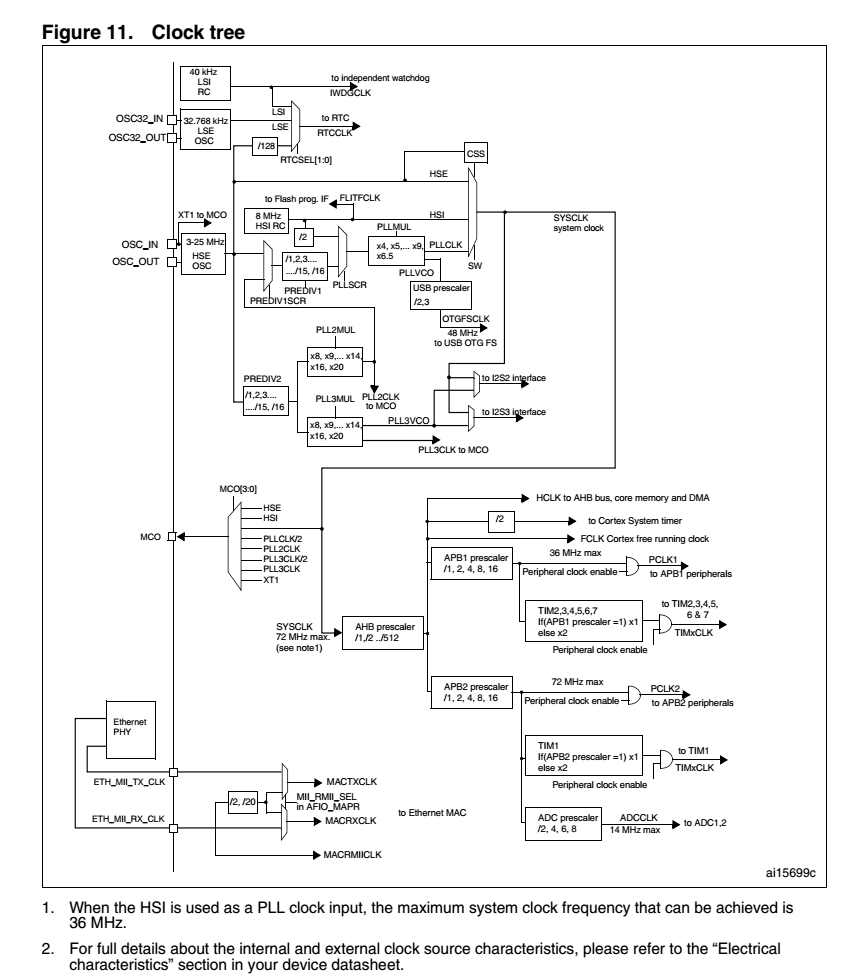 Figure 11. Clock tree
40 kHz
LSI
RC
to independent watchdog
IWDGCLK
OSC32_IN
OSC32_OUT
32.768 kHz
LSE
OSC
LSI
LSE
to RTC
RTCCLK
/128
RTCSEL[1:0]
CSS
HSE
to Flash prog. IF
FLITFCLK
XT1 to MCO
8 MHz
HSI RC
HSI
SYSCLK
system clock
/2
PLLMUL
x4, x5,... x9,
x6.5
PLLCLK
OSC_IN
OSC_OUT
3-25 MHz
HSE
OSC
/1,2,3....
..../15, /16
PREDIV1
PLLSCR
PREDIV1SCR
PLLVCO
SW
USB prescaler
/2,3
OTGFSCLK
48 MHz
to USB OTG FS
PLL2MUL
x8, x9,... x14,
x16, x20
PREDIV2
/1,2,3....
..../15, /16
PLL2CLK
to MCO
to I2S2 interface
PLL3MUL
x8, x9,... x14,
x16, x20
PLL3VCO
to I2S3 interface
PLL3CLK to MCO
MCO[3:0]
HSE
HSI
MCO
PLLCLK/2
PLL2CLK
PLL3CLK/2
PLL3CLK
XT1
HCLK to AHB bus, core memory and DMA
/2
to Cortex System timer
FCLK Cortex free running clock
APB1 prescaler
/1, 2, 4, 8, 16
36 MHz max
Peripheral clock enable
PCLK1
to APB1 peripherals
SYSCLK
72 MHz max.
(see note1)
AHB prescaler
/1,/2 ../512
TIM2,3,4,5,6,7
If(APB1 prescaler =1) x1
else x2
to TIM2,3,4,5,
6 & 7
TIMxCLK
Peripheral clock enable
APB2 prescaler
/1, 2, 4, 8, 16
72 MHz max
Peripheral clock enable
PCLK2
to APB2 peripherals
Ethernet
PHY
TIM1
If(APB2 prescaler =1) x1
else x2
to TIM1
TIMxCLK
Peripheral clock enable
ETH_MII_TX_CLK
MACTXCLK
/2, /20
MII_RMII_SEL
in AFIO_MAPR
to Ethernet MAC
ETH_MII_RX_CLK
MACRXCLK
ADC prescaler
/2, 4, 6, 8
ADCCLK
14 MHz max
to ADC1,2
MACRMIICLK
ai15699c
1. When the HSI is used as a PLL clock input, the maximum system clock frequency that can be achieved is
36 MHz.
2. For full details about the internal and external clock source characteristics, please refer to the “Electrical
characteristics” section in your device datasheet.